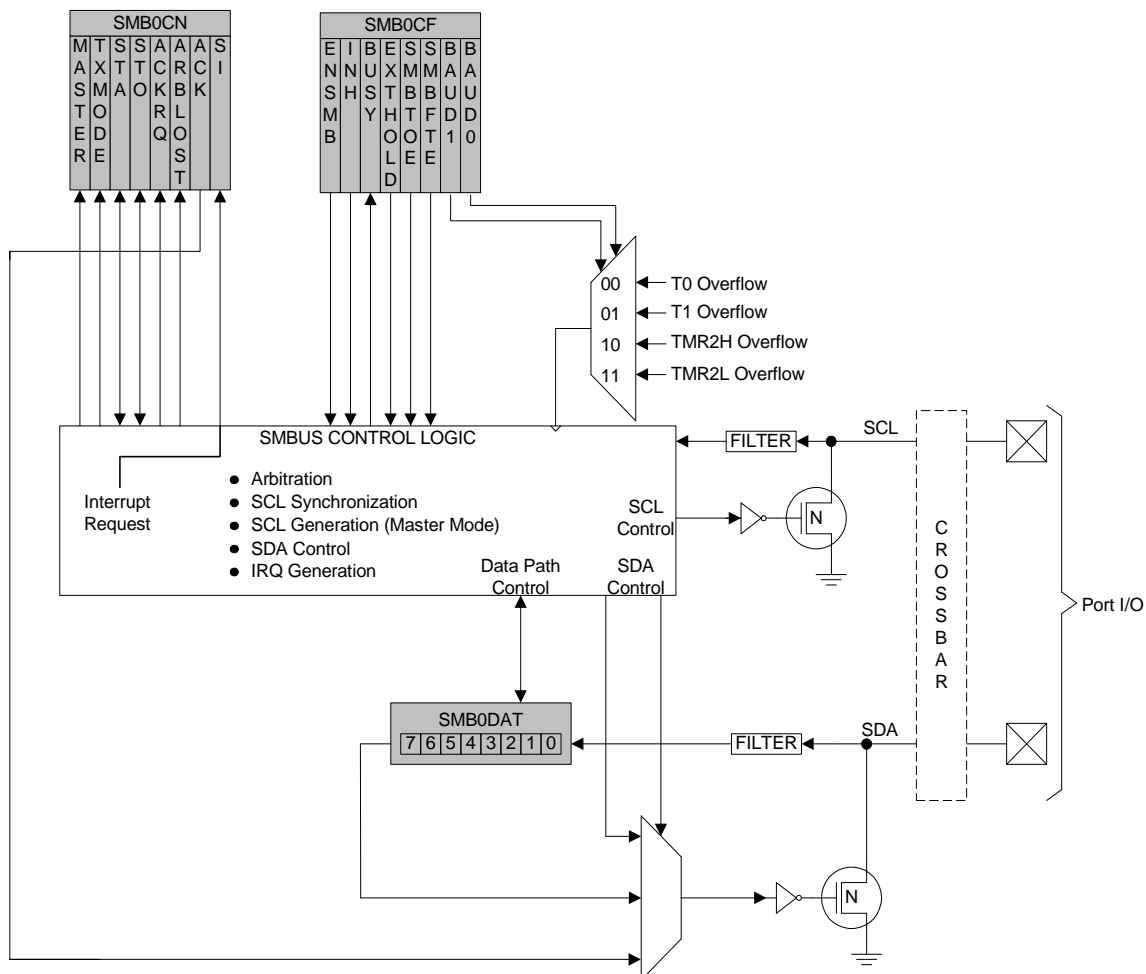 SMB0CN
MASTER
TXMODE
STA
STO
ACKRQ
ARBLOST
ACK
SI
SMB0CF
ENSMB
INH
BUSY
EXTHOLD
SMBTOE
SMBFTE
BAUD1
BAUD0
00
T0 Overflow
01
T1 Overflow
10
TMR2H Overflow
11
TMR2L Overflow
SMBUS CONTROL LOGIC
Arbitration
SCL Synchronization
SCL Generation (Master Mode)
SDA Control
IRQ Generation
Interrupt
Request
SCL
Control
Data Path
Control
SDA
Control
FILTER
SCL
N
CROSSBAR
Port I/O
SMB0DAT
7 6 5 4 3 2 1 0
FILTER
SDA
N